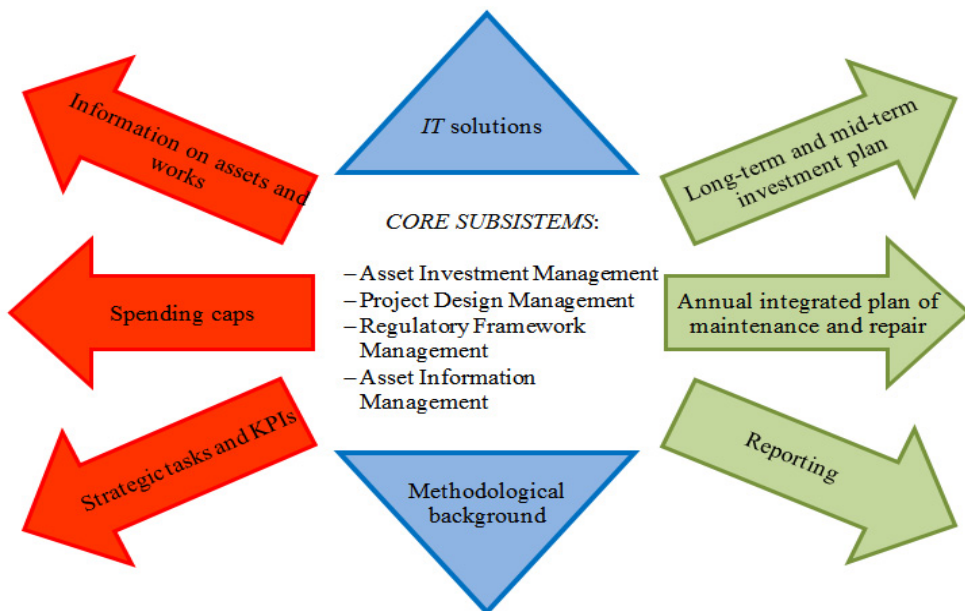 Information on assets and
works
Spending caps
Strategic tasks and KPIs
IT solutions
CORE SUBSISTEMS:
– Asset Investment Management
– Project Design Management
– Regulatory Framework
Management
– Asset Information
Management
Methodological
background
Long-term and mid-term
investment plan
Annual integrated plan of
maintenance and repair
Reporting